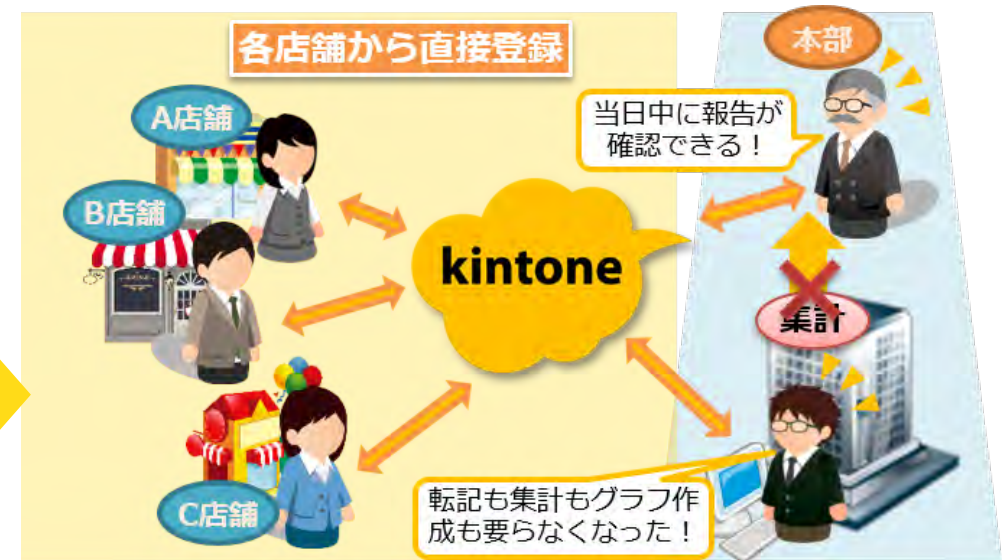 各店舗から直接登録
本部
A店舗
当日中に報告が
確認できる！
B店舗
kintone
集計
C店舗
転記も集計もグラフ作
成も要らなくなった！